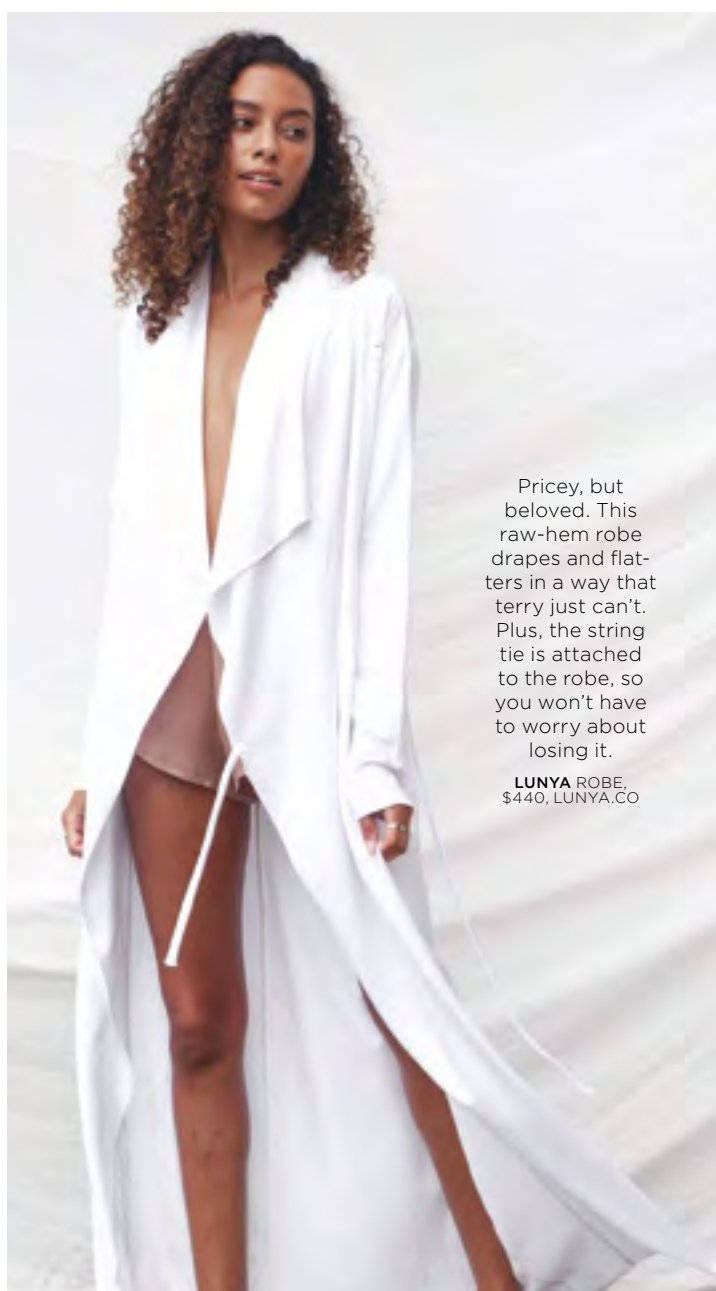 Pricey, but
beloved. This
raw-hem robe
drapes and flat-
ters in a way that
terry just can’t.
Plus, the string
tie is attached
to the robe, so
you won’t have
to worry about
losing it.
LUNYA ROBE,
$440, LUNYA.CO